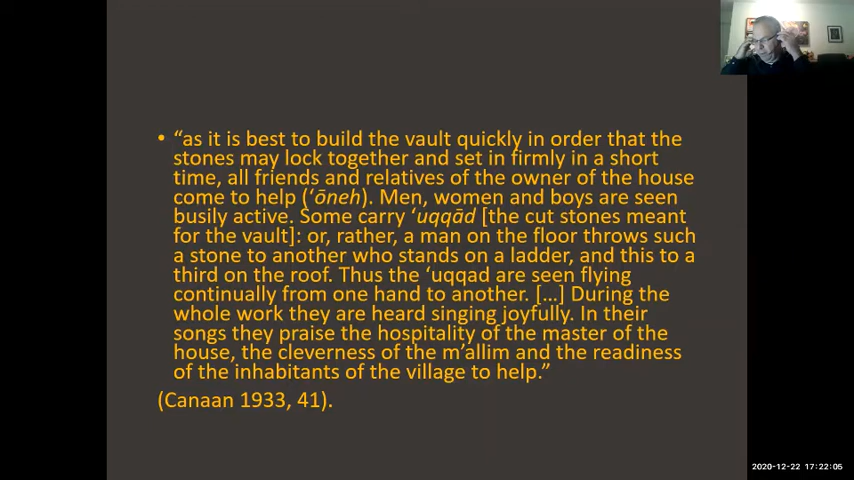 • “as it is best to build the vault quickly in order that the
stones may lock together and set in firmly in a short
time, all friends and relatives of the owner of the house
come to help (‘ōneh). Men, women and boys are seen
busily active. Some carry ‘uqqād [the cut stones meant
for the vault]: or, rather, a man on the floor throws such
a stone to another who stands on a ladder, and this to a
third on the roof. Thus the ‘uqqad are seen flying
continually from one hand to another. […] During the
whole work they are heard singing joyfully. In their
songs they praise the hospitality of the master of the
house, the cleverness of the m’allim and the readiness
of the inhabitants of the village to help.”
(Canaan 1933, 41).
2020-12-22 17:22:05